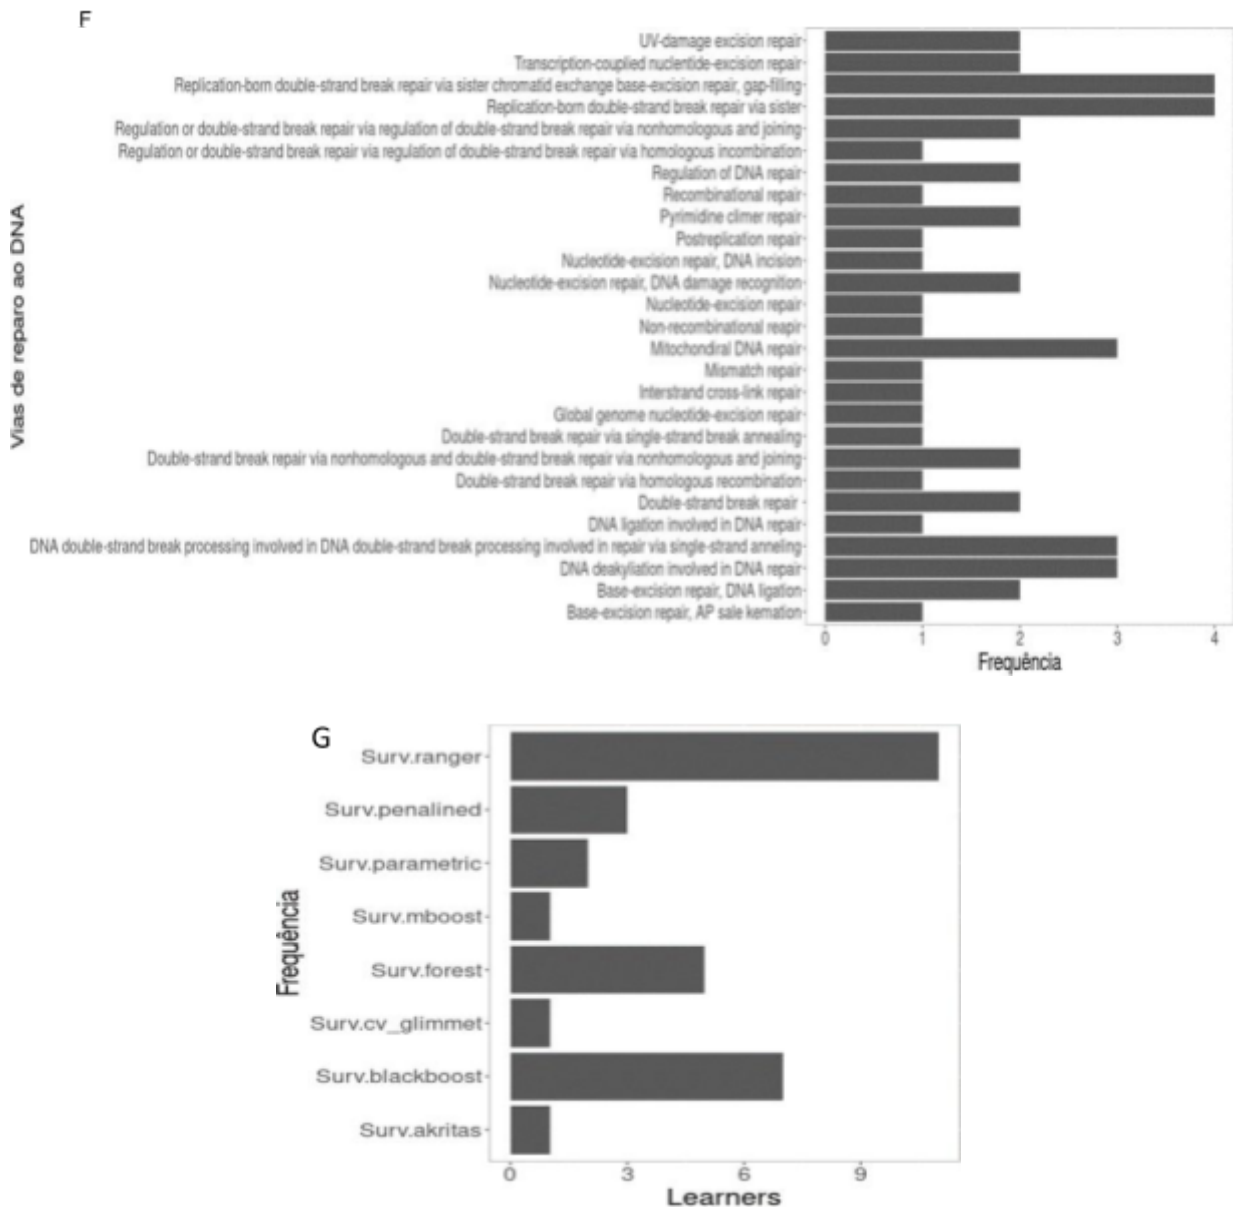 F
UV-damage excision repair
Transcription-coupled nuclentide-excision repair
Replication-born double-strand break repair via sister chromatid exchange base-excision repair, gap-filling
Replication-born double-strand break repair via sister
Regulation or double-strand break repair via regulation of double-strand break repair via nonhomologous and joining
Regulation or double-strand break repair via regulation of double-strand break repair via homologous incombination
Regulation of DNA repair
Recombinational repair
Pyrimidine climer repair
Postreplication repair
Nucleotide-excision repair, DNA incision
Nucleotide-excision repair, DNA damage recognition
Nucleotide-excision repair
Non-recombinational reapir
Mitochondiral DNA repair
Mismatch repair
Interstrand cross-link repair
Global genome nucleotide-excision repair
Double-strand break repair via single-strand break annealing
Double-strand break repair via nonhomologous and double-strand break repair via nonhomologous and joining
Double-strand break repair via homologous recombination
Double-strand break repair
DNA ligation involved in DNA repair
DNA double-strand break processing involved in DNA double-strand break processing involved in repair via single-strand anneling
DNA deakyliation involved in DNA repair
Base-excision repair, DNA ligation
Base-excision repair, AP sale kemation
Vias de reparo ao DNA
0 1 2 3 4
Frequência
G
Surv.ranger
Surv.penalined
Surv.parametric
Surv.mboost
Surv.forest
Surv.cv_glimmet
Surv.blackboost
Surv.akritas
Frequência
0 3 6 9
Learners